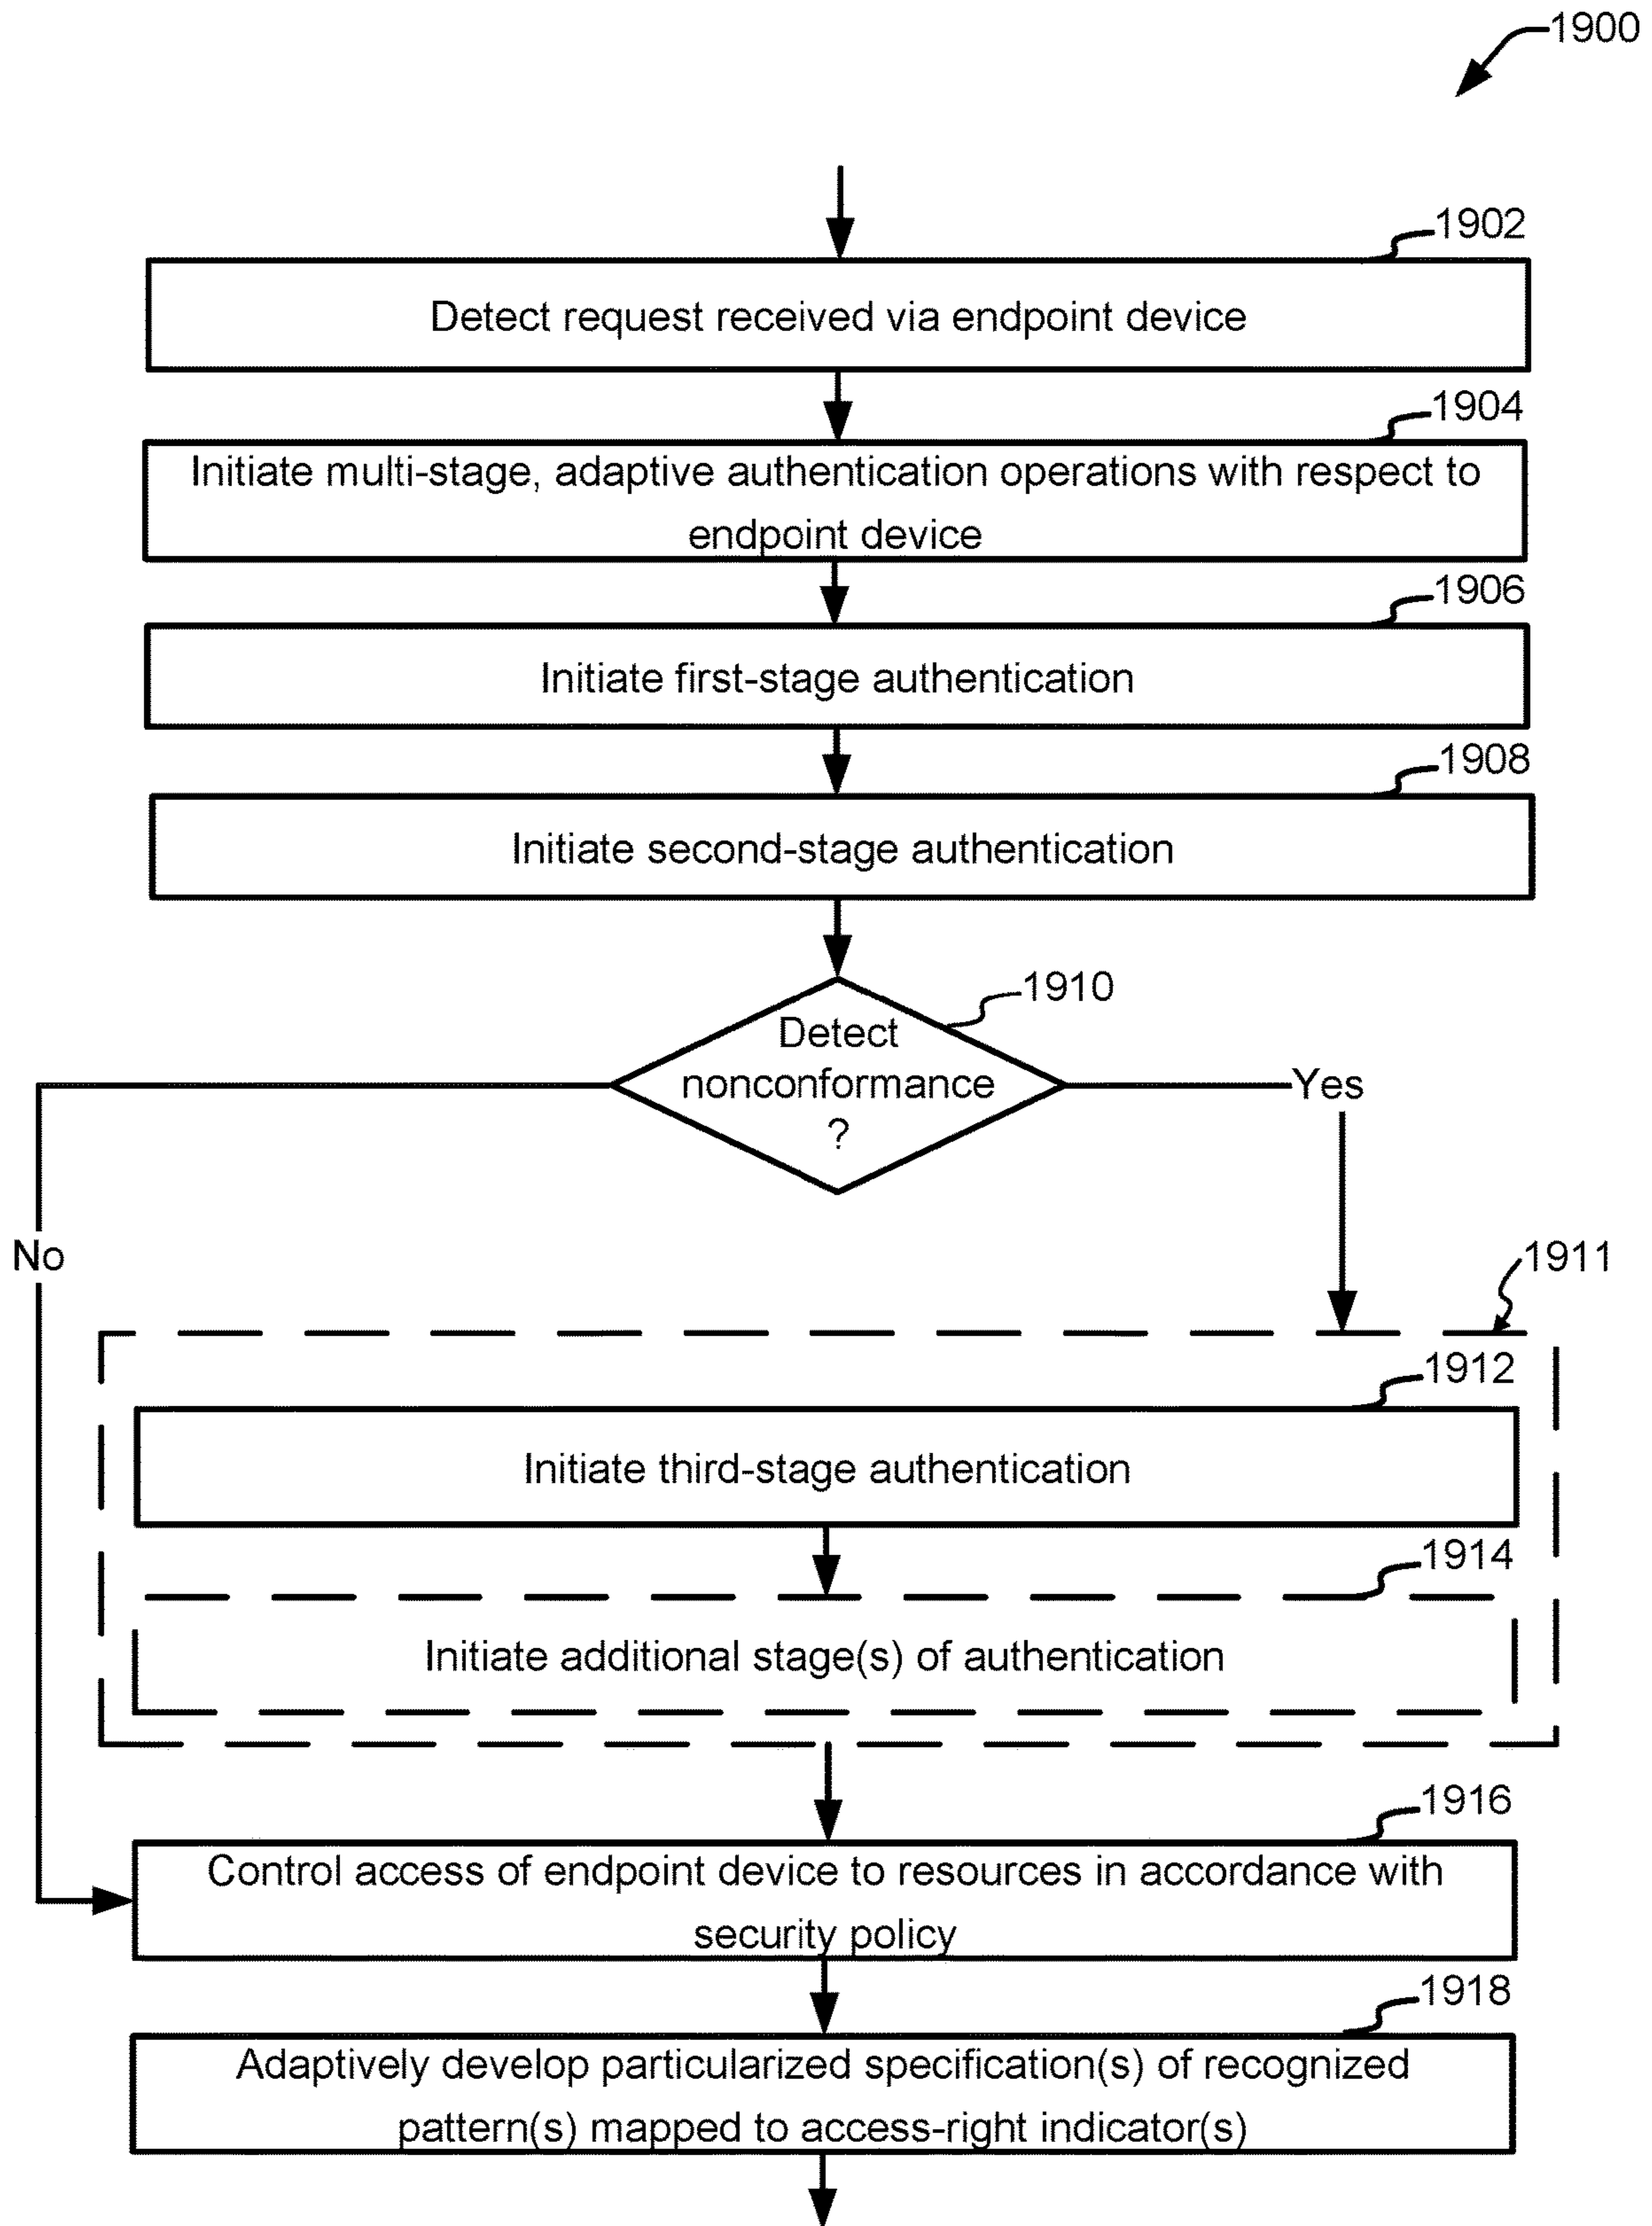 1900
1902
Detect request received via endpoint device
1904
Initiate multi-stage, adaptive authentication operations with respect to
endpoint device
1906
Initiate first-stage authentication
1908
Initiate second-stage authentication
1910
Detect
nonconformance
?
Yes
No
1911
1912
Initiate third-stage authentication
1914
Initiate additional stage(s) of authentication
1916
Control access of endpoint device to resources in accordance with
security policy
1918
Adaptively develop particularized specification(s) of recognized
pattern(s) mapped to access-right indicator(s)